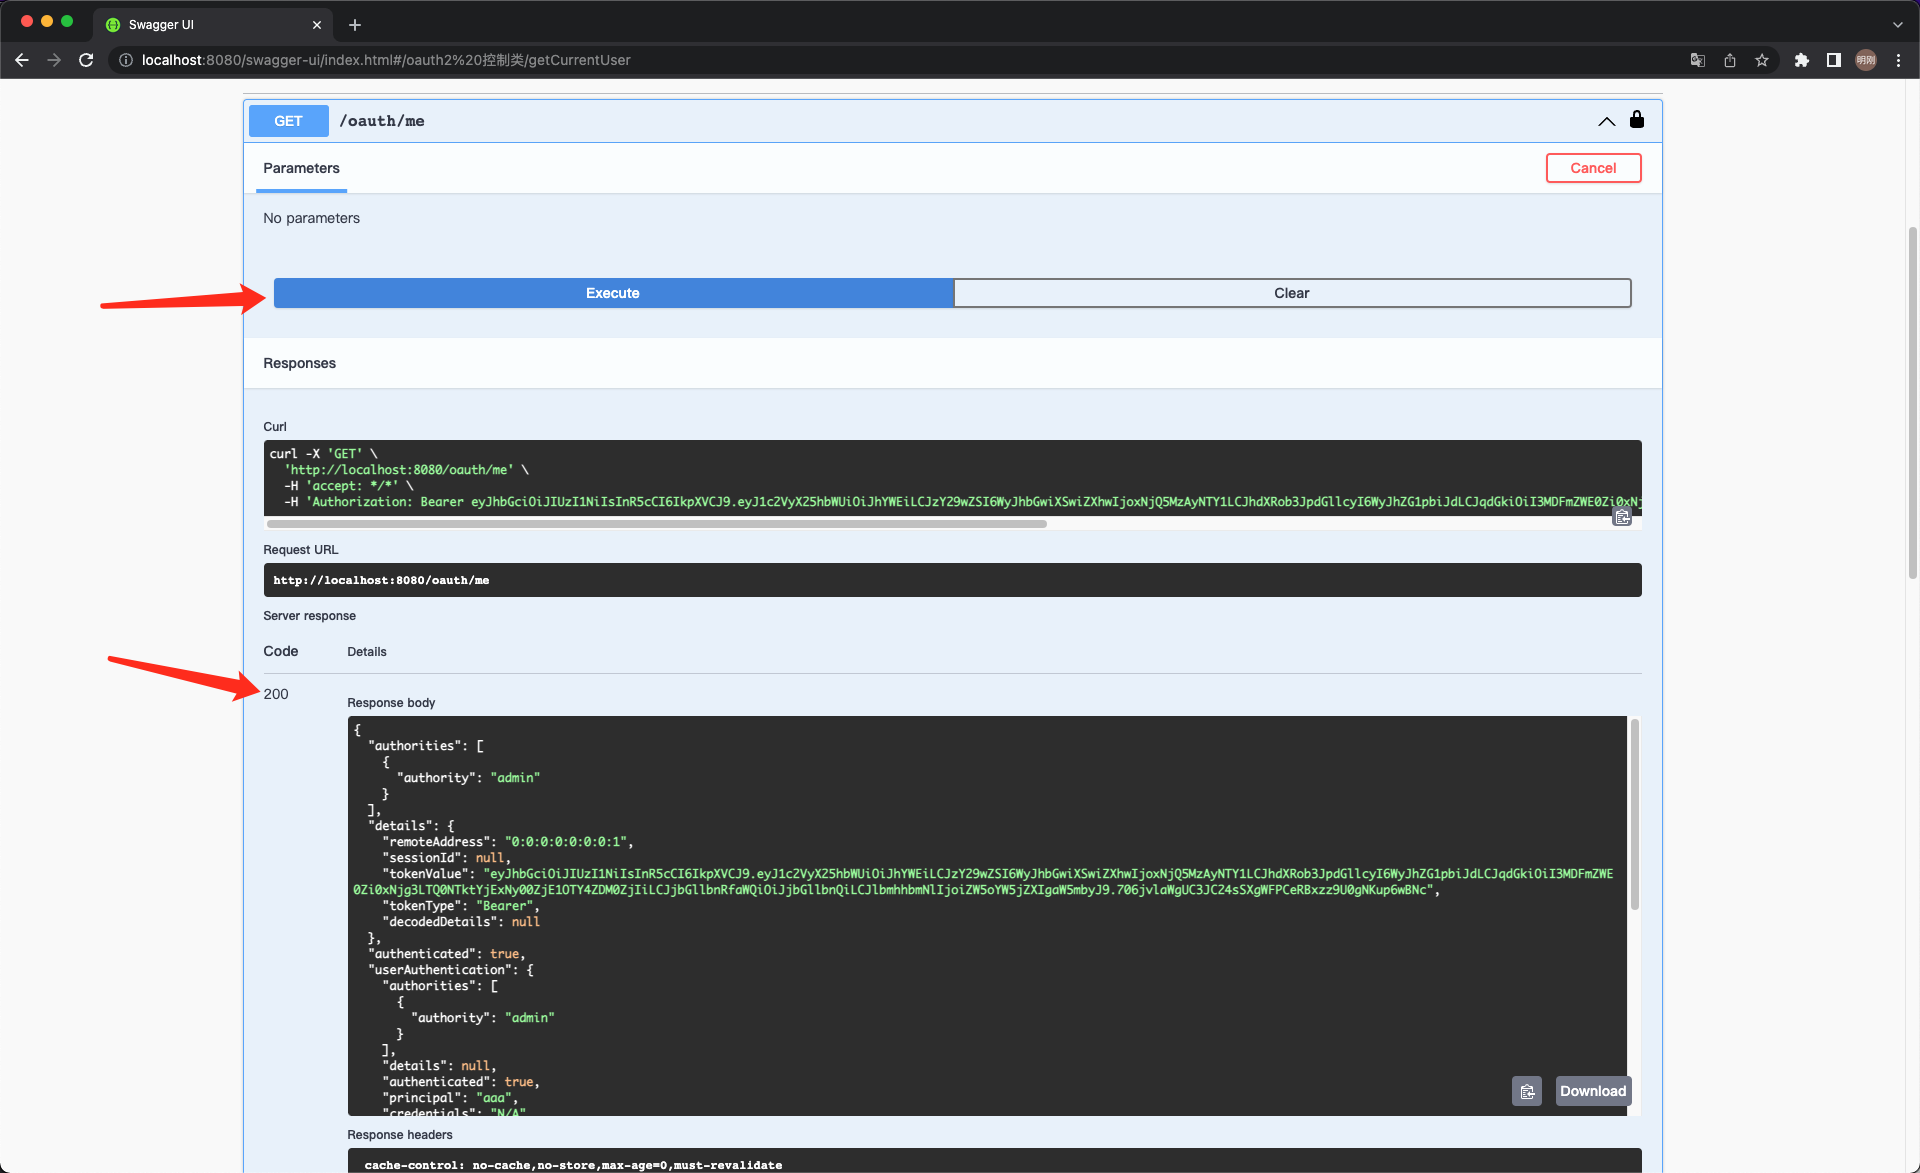 Swagger UI
localhost:8080/swagger-ui/index.html#/oauth2%20控制类/getCurrentUser
明刚
GET /oauth/me
Parameters
Cancel
No parameters
Execute
Clear
Responses
Curl
curl -X 'GET' \
'http://localhost:8080/oauth/me' \
-H 'accept: */*' \
-H 'Authorization: Bearer eyJhbGciOiJIUzI1NiIsInR5cCI6IkpXVCJ9.eyJ1c2VyX25hbWUiOiJhYWEiLCJzY29wZSI6WyJhbGwiXSwiZXhwIjoxNjQ5MzAyNTY1LCJhdXRob3JpdGllcyI6WyJhZG1pbiJdLCJqdGkiOiI3MDFmZWE0Zi0xNj
Request URL
http://localhost:8080/oauth/me
Server response
Code Details
200
Response body
{
"authorities": [
{
"authority": "admin"
}
],
"details": {
"remoteAddress": "0:0:0:0:0:0:0:1",
"sessionId": null,
"tokenValue": "eyJhbGciOiJIUzI1NiIsInR5cCI6IkpXVCJ9.eyJ1c2VyX25hbWUiOiJhYWEiLCJzY29wZSI6WyJhbGwiXSwiZXhwIjoxNjQ5MzAyNTY1LCJhdXRob3JpdGllcyI6WyJhZG1pbiJdLCJqdGkiOiI3MDFmZWE
0Zi0xNjg3LTQ0NTktYjExNy00ZjE1OTY4ZDM0ZjIiLCJjbGllbnRfaWQiOiJjbGllbnQiLCJlbmhhbmNlIjoiZW5oYW5jZXIgaW5mbyJ9.706jvlaWgUC3JC24sSXgWFPCeRBxzz9U0gNKup6wBNc",
"tokenType": "Bearer",
"decodedDetails": null
},
"authenticated": true,
"userAuthentication": {
"authorities": [
{
"authority": "admin"
}
],
"details": null,
"authenticated": true,
"principal": "aaa",
"credentials": "N/A"
Download
Response headers
cache-control: no-cache,no-store,max-age=0,must-revalidate